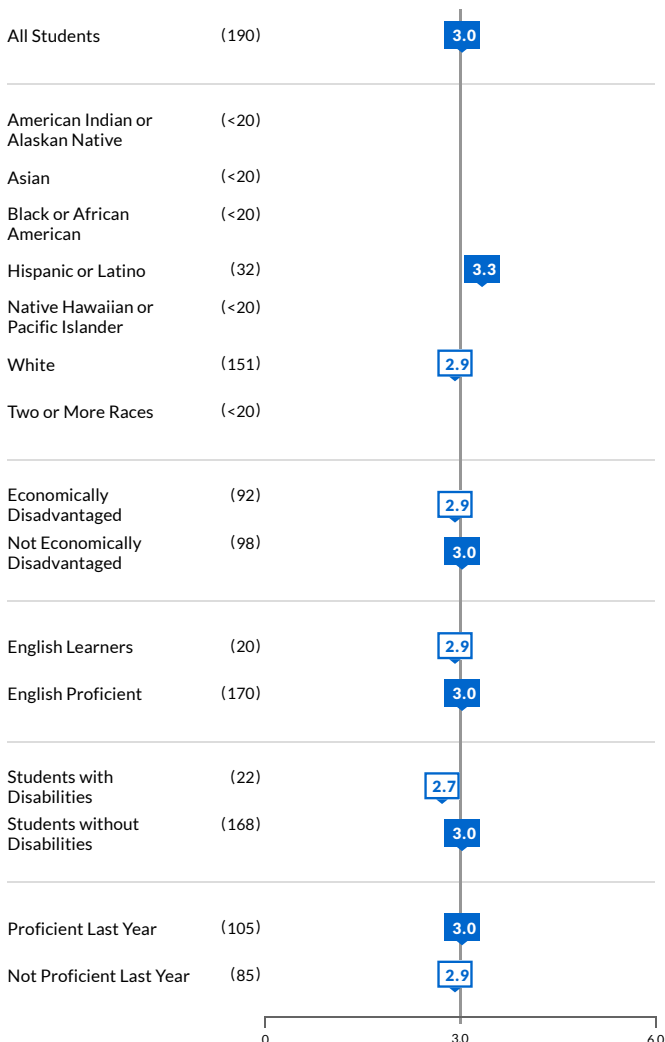 All Students (190) 3.0
American Indian or (<20)
Alaskan Native
Asian (<20)
Black or African (<20)
American
Hispanic or Latino (32) 3.3
Native Hawaiian or (<20)
Pacific Islander
White (151) 2.9
Two or More Races (<20)
Economically (92) 2.9
Disadvantaged
Not Economically (98) 3.0
Disadvantaged
English Learners (20) 2.9
English Proficient (170) 3.0
Students with (22) 2.7
Disabilities
Students without (168) 3.0
Disabilities
Proficient Last Year (105) 3.0
Not Proficient Last Year (85) 2.9
0 3.0 6.0